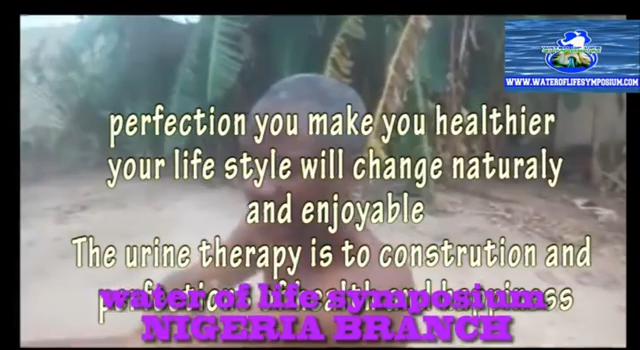 WWW.WATEROFLIFESYMPOSIUM.COM
perfection you make you healthier
your life style will change naturaly
and enjoyable
The urine therapy is to constrution and
water of life symposium
NIGERIA BRANCH